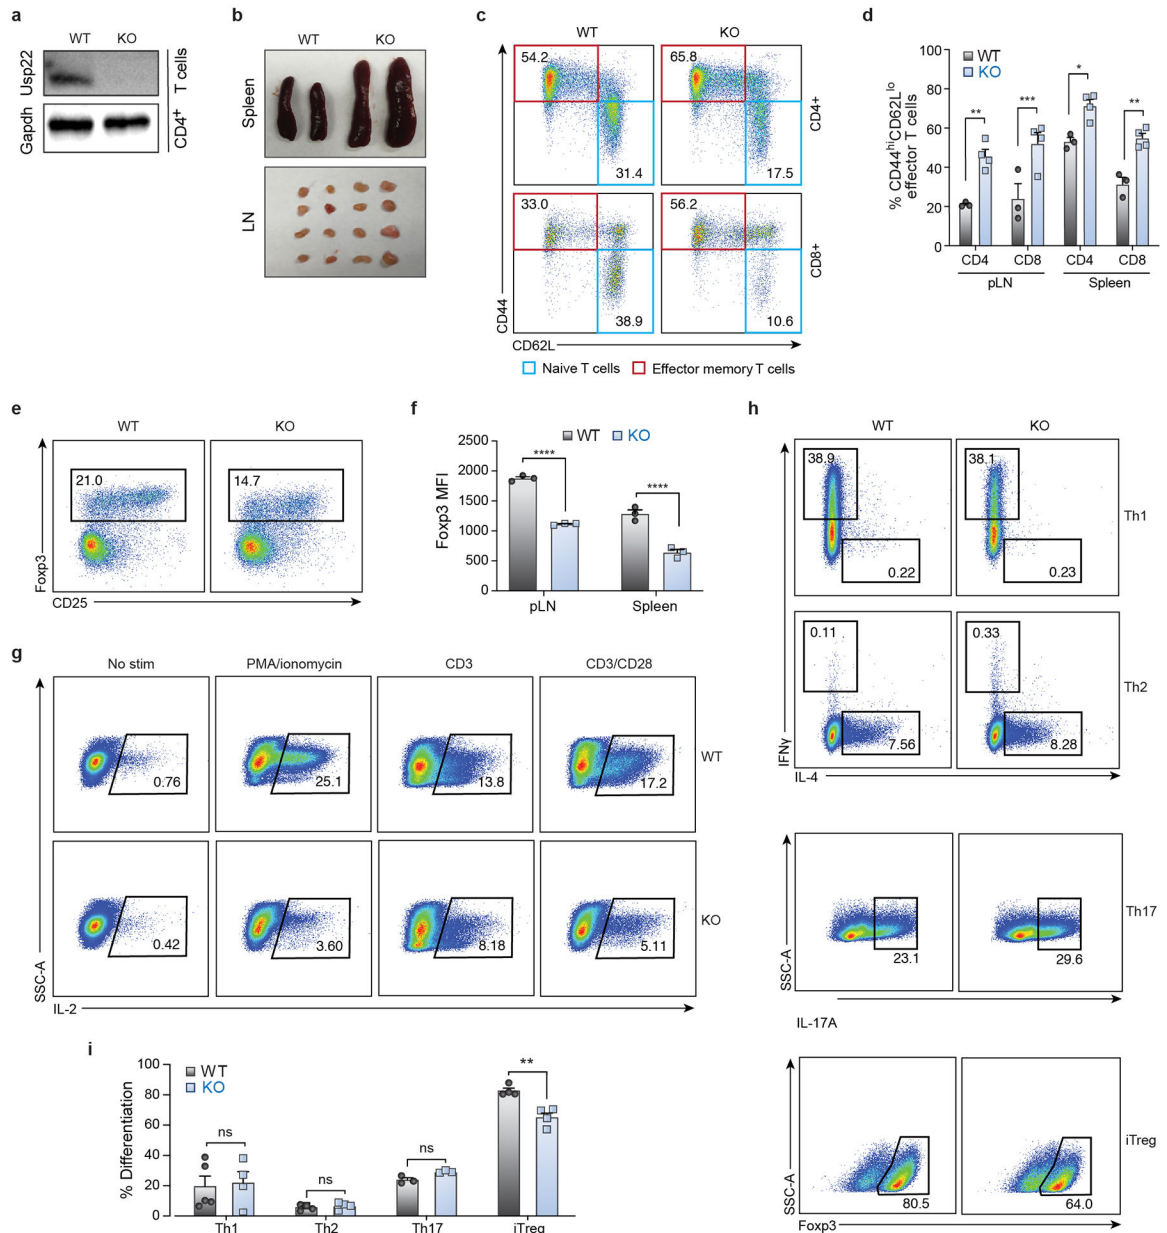 a
WT KO
Usp22
Gapdh
CD4+
T cells
b
WT KO
Spleen
LN
c
WT KO
54.2
31.4
65.8
17.5
CD4+
33.0
38.9
56.2
10.6
CD8+
CD44
CD62L
Naive T cells
Effector memory T cells
d
% CD44hiCD62Llo
effector T cells
100
80
60
40
20
0
WT
KO
**
***
*
**
CD4 CD8 CD4 CD8
pLN Spleen
e
WT KO
21.0
14.7
Foxp3
CD25
f
WT KO
Foxp3 MFI
2500
2000
1500
1000
500
0
****
****
pLN Spleen
g
No stim PMA/ionomycin CD3 CD3/CD28
0.76 25.1 13.8 17.2
WT
0.42 3.60 8.18 5.11
KO
SSC-A
IL-2
h
WT KO
38.9
0.22
38.1
0.23
Th1
0.11
7.56
0.33
8.28
Th2
IFNγ
IL-4
23.1
29.6
Th17
SSC-A
IL-17A
80.5
64.0
iTreg
SSC-A
Foxp3
i
% Differentiation
100
80
60
40
20
0
WT
KO
ns
ns
ns
**
Th1 Th2 Th17 iTreg